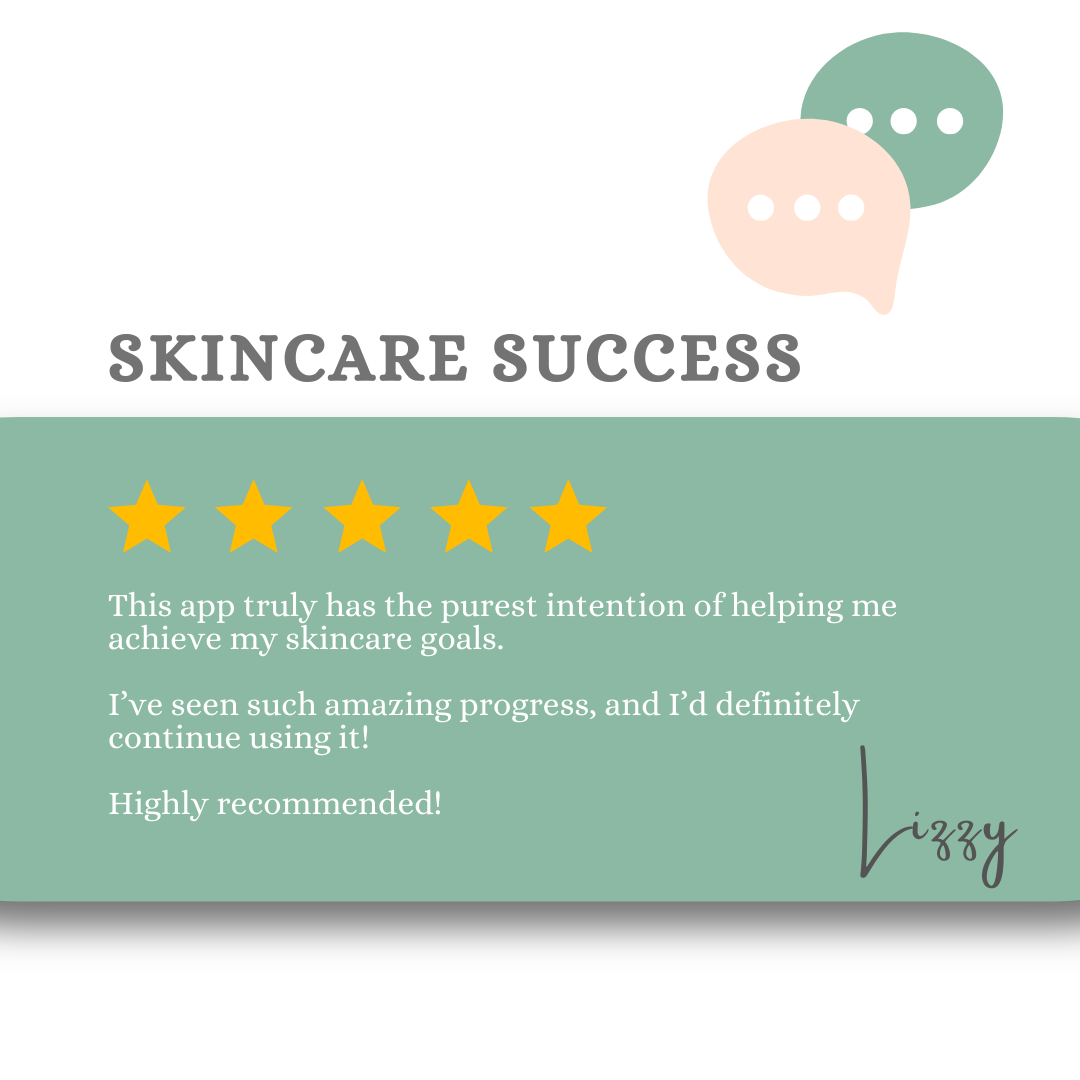 SKINCARE SUCCESS
This app truly has the purest intention of helping me
achieve my skincare goals.
I’ve seen such amazing progress, and I’d definitely
continue using it!
Highly recommended!
Lizzy